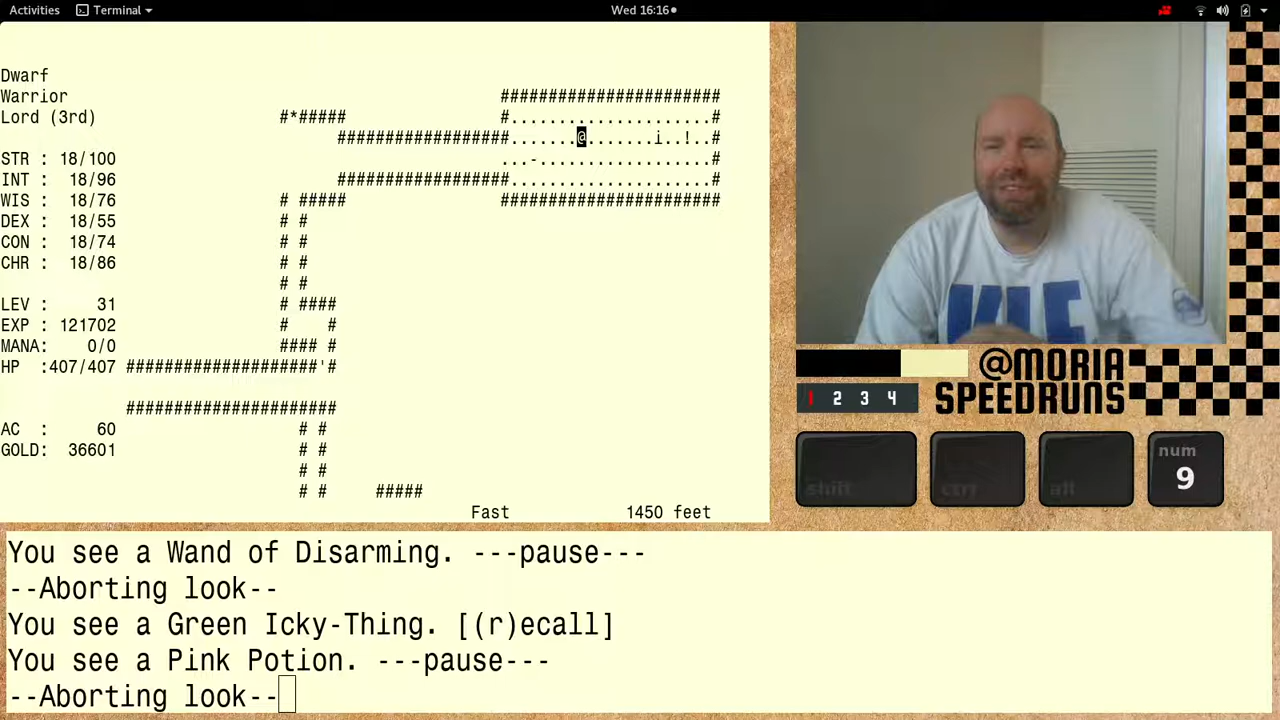 Activities Terminal Wed 16:16
Dwarf
Warrior
Lord (3rd)
STR : 18/100
INT : 18/96
WIS : 18/76
DEX : 18/55
CON : 18/74
CHR : 18/86
LEV : 31
EXP : 121702
MANA: 0/0
HP :407/407
AC : 60
GOLD: 36601
#######################
#*##### #.....................#
##################.......@.......i..!..#
...-..................#
##################.....................#
# ##### #######################
# #
# #
# #
# #
# ####
# #
#### #
####################'#
######################
# #
# #
# #
# # #####
Fast 1450 feet
@MORIA
SPEEDRUNS
1 2 3 4
shift
ctrl
alt
num
9
You see a Wand of Disarming. ---pause---
--Aborting look--
You see a Green Icky-Thing. [(r)ecall]
You see a Pink Potion. ---pause---
--Aborting look--